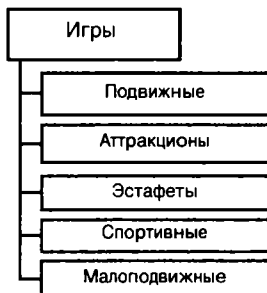 Игры
Подвижные
Аттракционы
Эстафеты
Спортивные
Малоподвижные